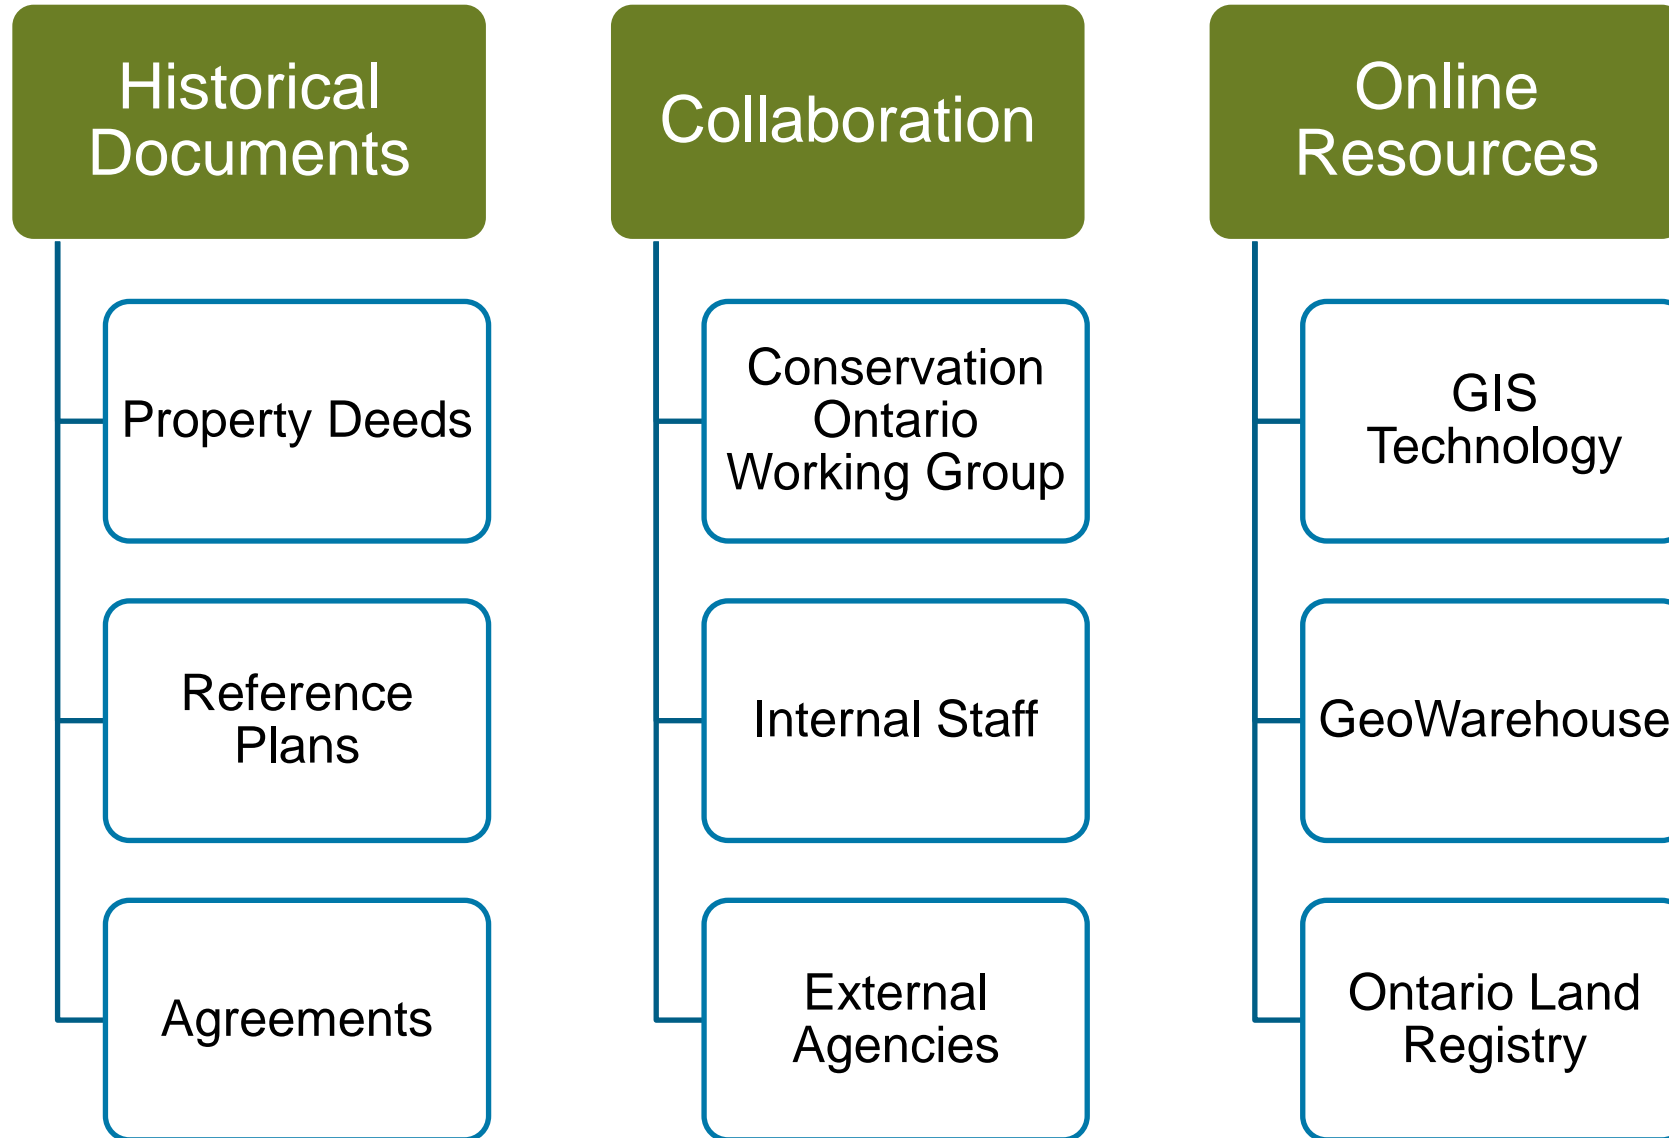 Historical
Documents
Property Deeds
Reference
Plans
Agreements
Collaboration
Conservation
Ontario
Working Group
Internal Staff
External
Agencies
Online
Resources
GIS
Technology
GeoWarehouse
Ontario Land
Registry